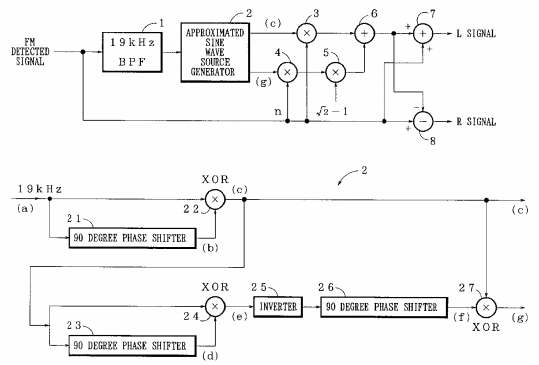 1
2
(c)
3
6
7
L SIGNAL
FM
DETECTED
SIGNAL
19kHz
BPF
APPROXIMATED
SINE
WAVE
SOURCE
GENERATOR
×
+
+
+
+
4
5
(g)
×
×
n
√2-1
+
-
-
R SIGNAL
8
XOR
2
19kHz
(a)
×
(c)
(c)
22
21
90 DEGREE PHASE SHIFTER
(b)
XOR
25
26
27
×
24
(e)
INVERTER
90 DEGREE PHASE SHIFTER
(f)
×
(g)
XOR
23
90 DEGREE PHASE SHIFTER
(d)